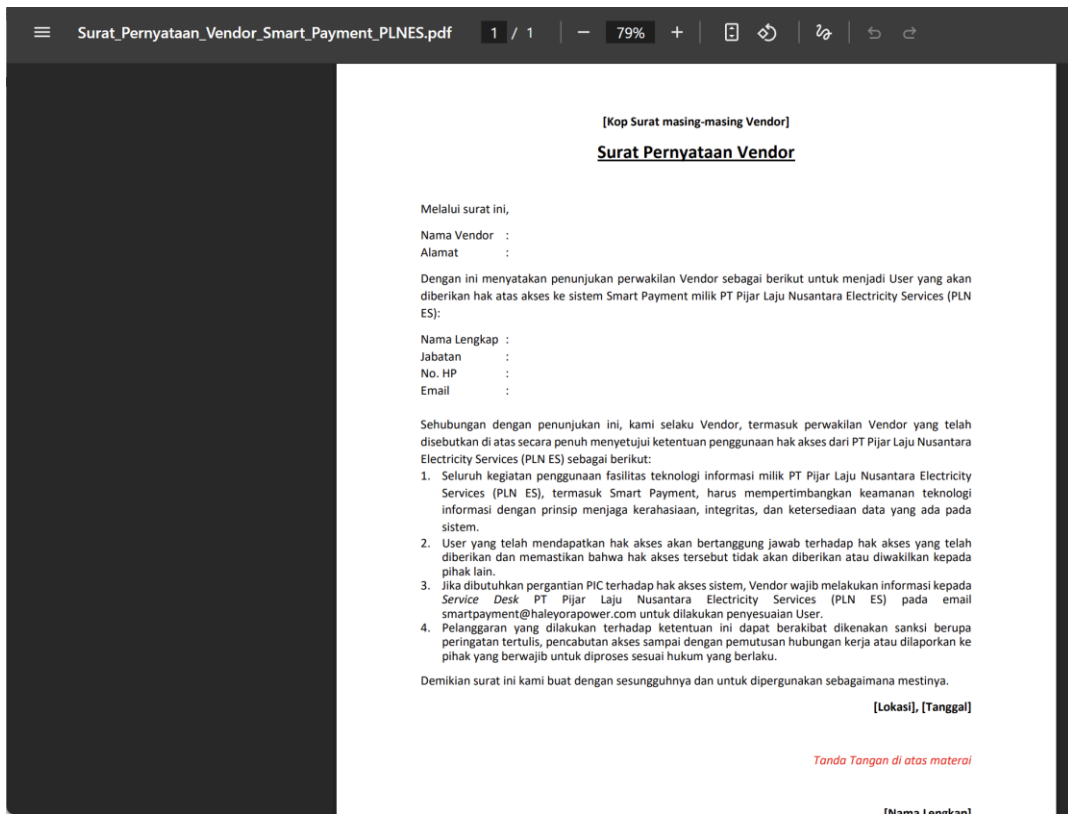 Surat_Pernyataan_Vendor_Smart_Payment_PLNES.pdf 1 / 1 79%
[Kop Surat masing-masing Vendor]
Surat Pernyataan Vendor
Melalui surat ini,
Nama Vendor :
Alamat :
Dengan ini menyatakan penunjukan perwakilan Vendor sebagai berikut untuk menjadi User yang akan
diberikan hak atas akses ke sistem Smart Payment milik PT Pijar Laju Nusantara Electricity Services (PLN
ES):
Nama Lengkap :
Jabatan :
No. HP :
Email :
Sehubungan dengan penunjukan ini, kami selaku Vendor, termasuk perwakilan Vendor yang telah
disebutkan di atas secara penuh menyetujui ketentuan penggunaan hak akses dari PT Pijar Laju Nusantara
Electricity Services (PLN ES) sebagai berikut:
1. Seluruh kegiatan penggunaan fasilitas teknologi informasi milik PT Pijar Laju Nusantara Electricity
Services (PLN ES), termasuk Smart Payment, harus mempertimbangkan keamanan teknologi
informasi dengan prinsip menjaga kerahasiaan, integritas, dan ketersediaan data yang ada pada
sistem.
2. User yang telah mendapatkan hak akses akan bertanggung jawab terhadap hak akses yang telah
diberikan dan memastikan bahwa hak akses tersebut tidak akan diberikan atau diwakilkan kepada
pihak lain.
3. Jika dibutuhkan pergantian PIC terhadap hak akses sistem, Vendor wajib melakukan informasi kepada
Service Desk PT Pijar Laju Nusantara Electricity Services (PLN ES) pada email
smartpayment@haleyorapower.com untuk dilakukan penyesuaian User.
4. Pelanggaran yang dilakukan terhadap ketentuan ini dapat berakibat dikenakan sanksi berupa
peringatan tertulis, pencabutan akses sampai dengan pemutusan hubungan kerja atau dilaporkan ke
pihak yang berwajib untuk diproses sesuai hukum yang berlaku.
Demikian surat ini kami buat dengan sesungguhnya dan untuk dipergunakan sebagaimana mestinya.
[Lokasi], [Tanggal]
Tanda Tangan di atas materai
[Nama Lengkap]